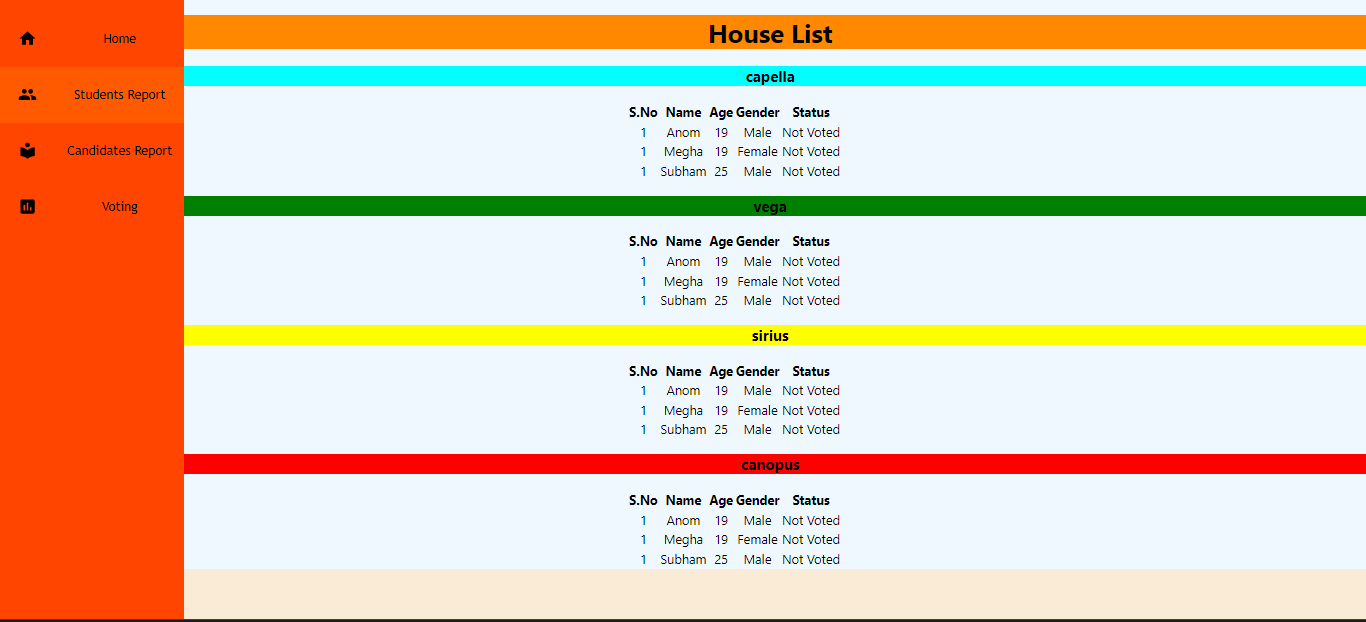 Home
Students Report
Candidates Report
Voting
House List
capella
S.No Name Age Gender Status
1 Anom 19 Male Not Voted
1 Megha 19 Female Not Voted
1 Subham 25 Male Not Voted
vega
S.No Name Age Gender Status
1 Anom 19 Male Not Voted
1 Megha 19 Female Not Voted
1 Subham 25 Male Not Voted
sirius
S.No Name Age Gender Status
1 Anom 19 Male Not Voted
1 Megha 19 Female Not Voted
1 Subham 25 Male Not Voted
canopus
S.No Name Age Gender Status
1 Anom 19 Male Not Voted
1 Megha 19 Female Not Voted
1 Subham 25 Male Not Voted